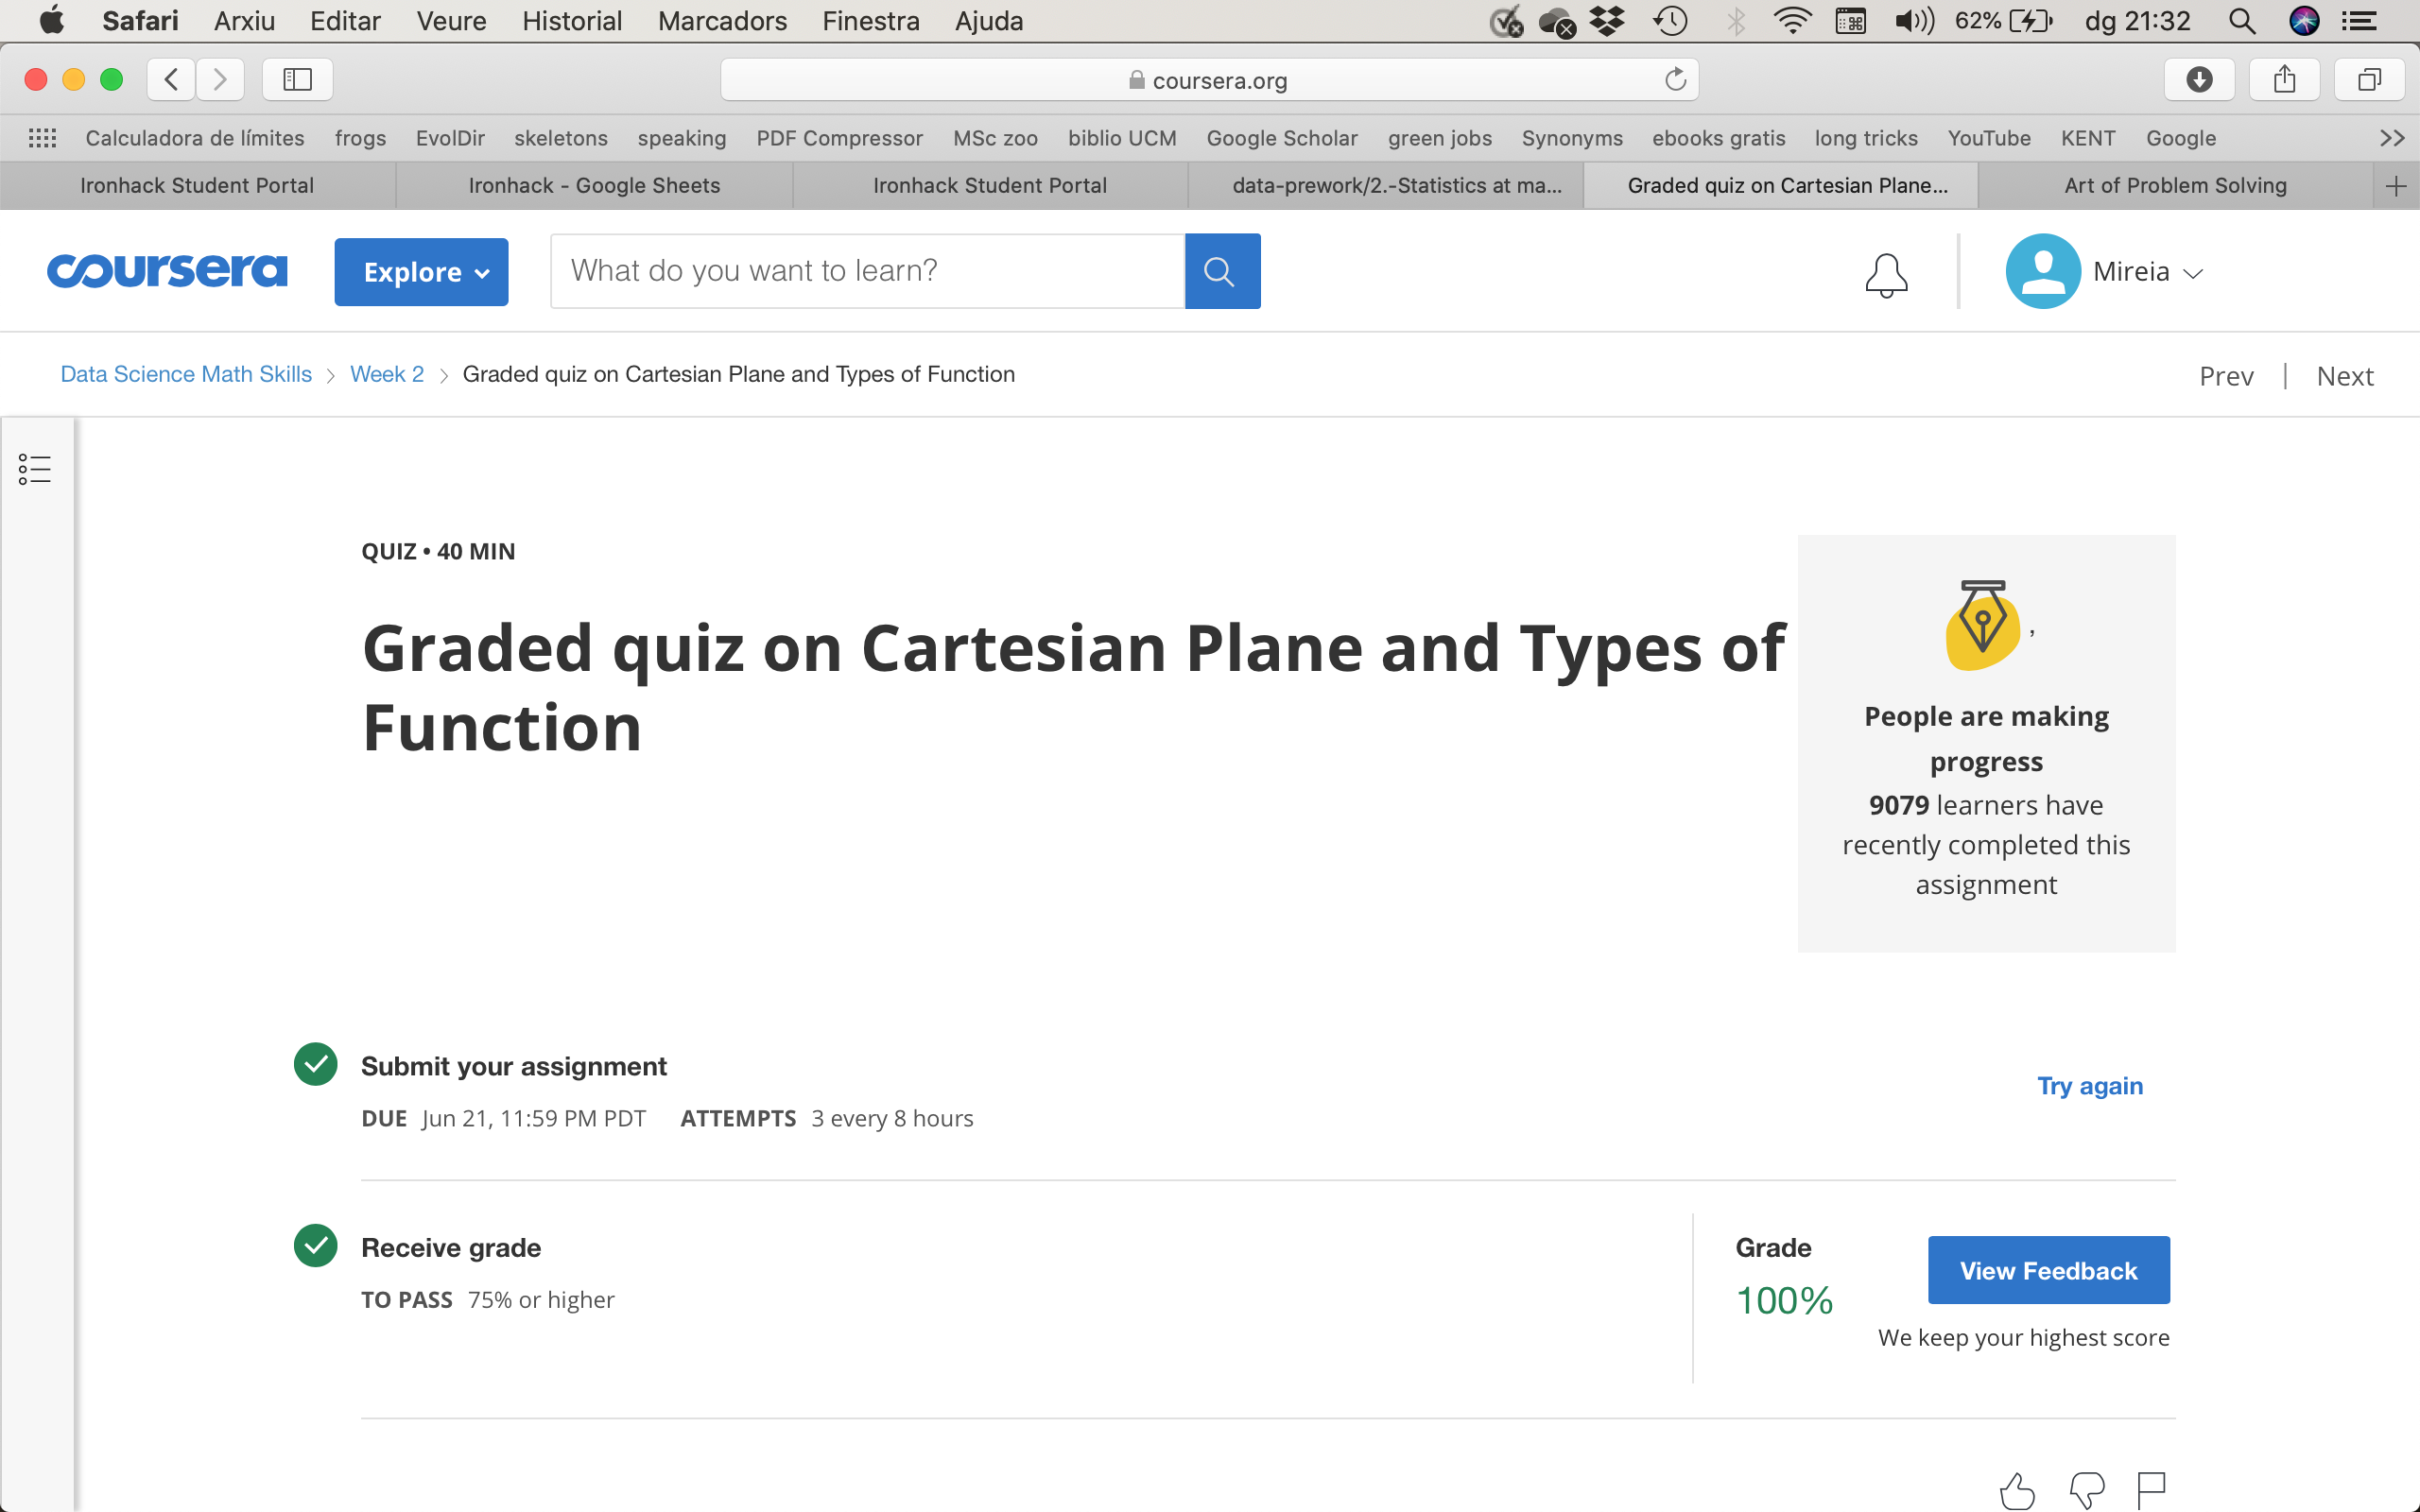 Safari Arxiu Editar Veure Historial Marcadors Finestra Ajuda 62% dg 21:32
coursera.org
Calculadora de límites frogs EvolDir skeletons speaking PDF Compressor MSc zoo biblio UCM Google Scholar green jobs Synonyms ebooks gratis long tricks YouTube KENT Google
Ironhack Student Portal Ironhack - Google Sheets Ironhack Student Portal data-prework/2.-Statistics at ma... Graded quiz on Cartesian Plane... Art of Problem Solving
coursera Explore What do you want to learn? Mireia
Data Science Math Skills > Week 2 > Graded quiz on Cartesian Plane and Types of Function Prev | Next
QUIZ • 40 MIN
Graded quiz on Cartesian Plane and Types of
Function
,
People are making
progress
9079 learners have
recently completed this
assignment
Submit your assignment
Try again
DUE Jun 21, 11:59 PM PDT ATTEMPTS 3 every 8 hours
Receive grade
TO PASS 75% or higher
Grade
100%
View Feedback
We keep your highest score